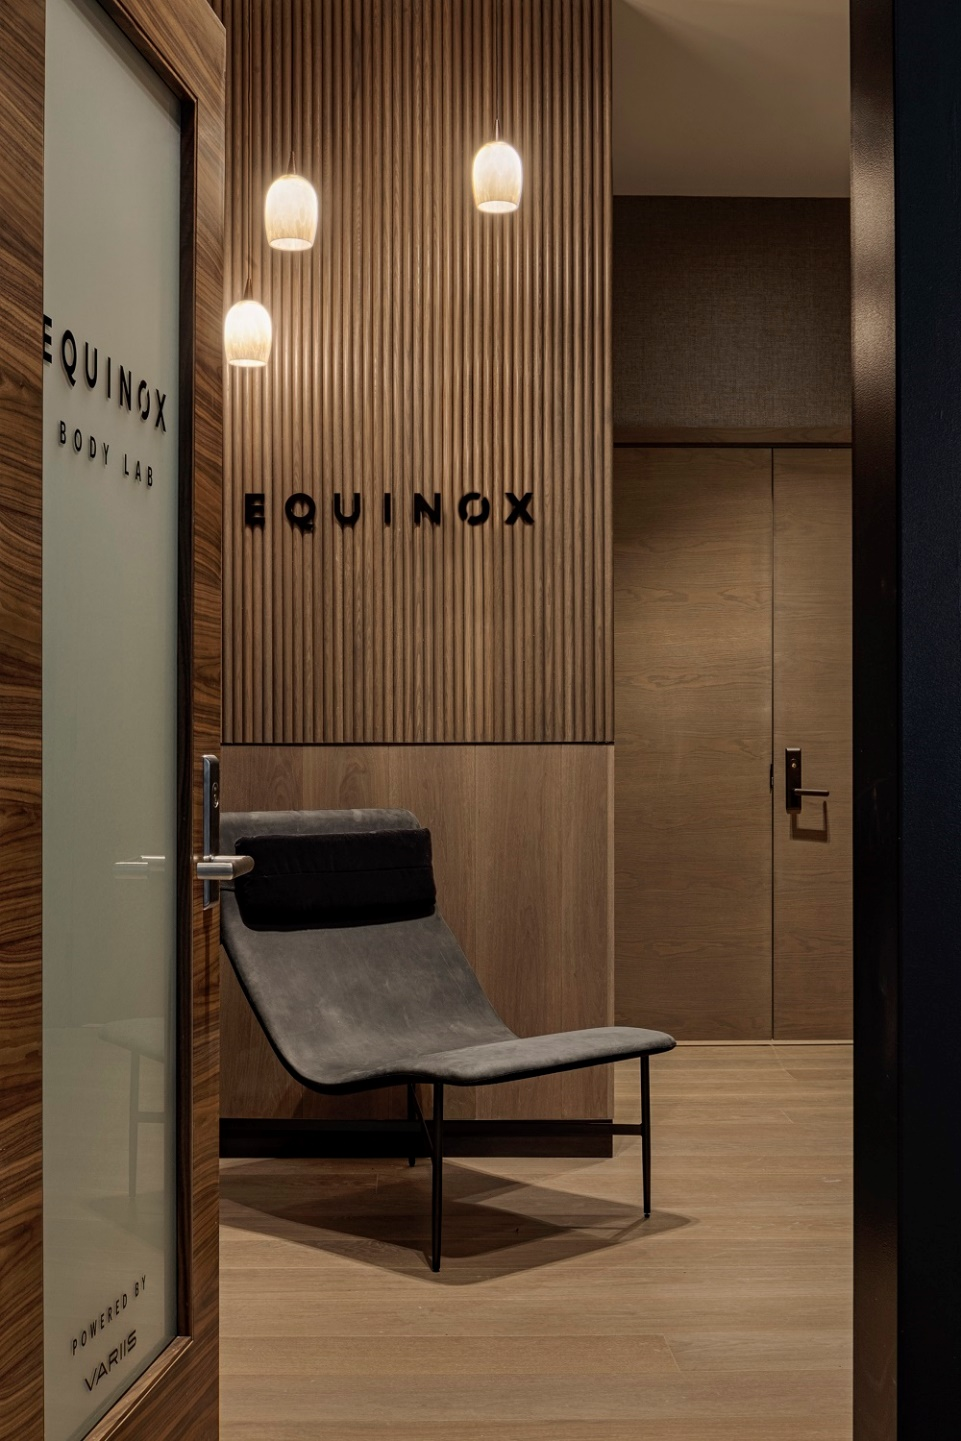 EQUINOX
BODY LAB
EQUINOX
POWERED BY
VARIIS